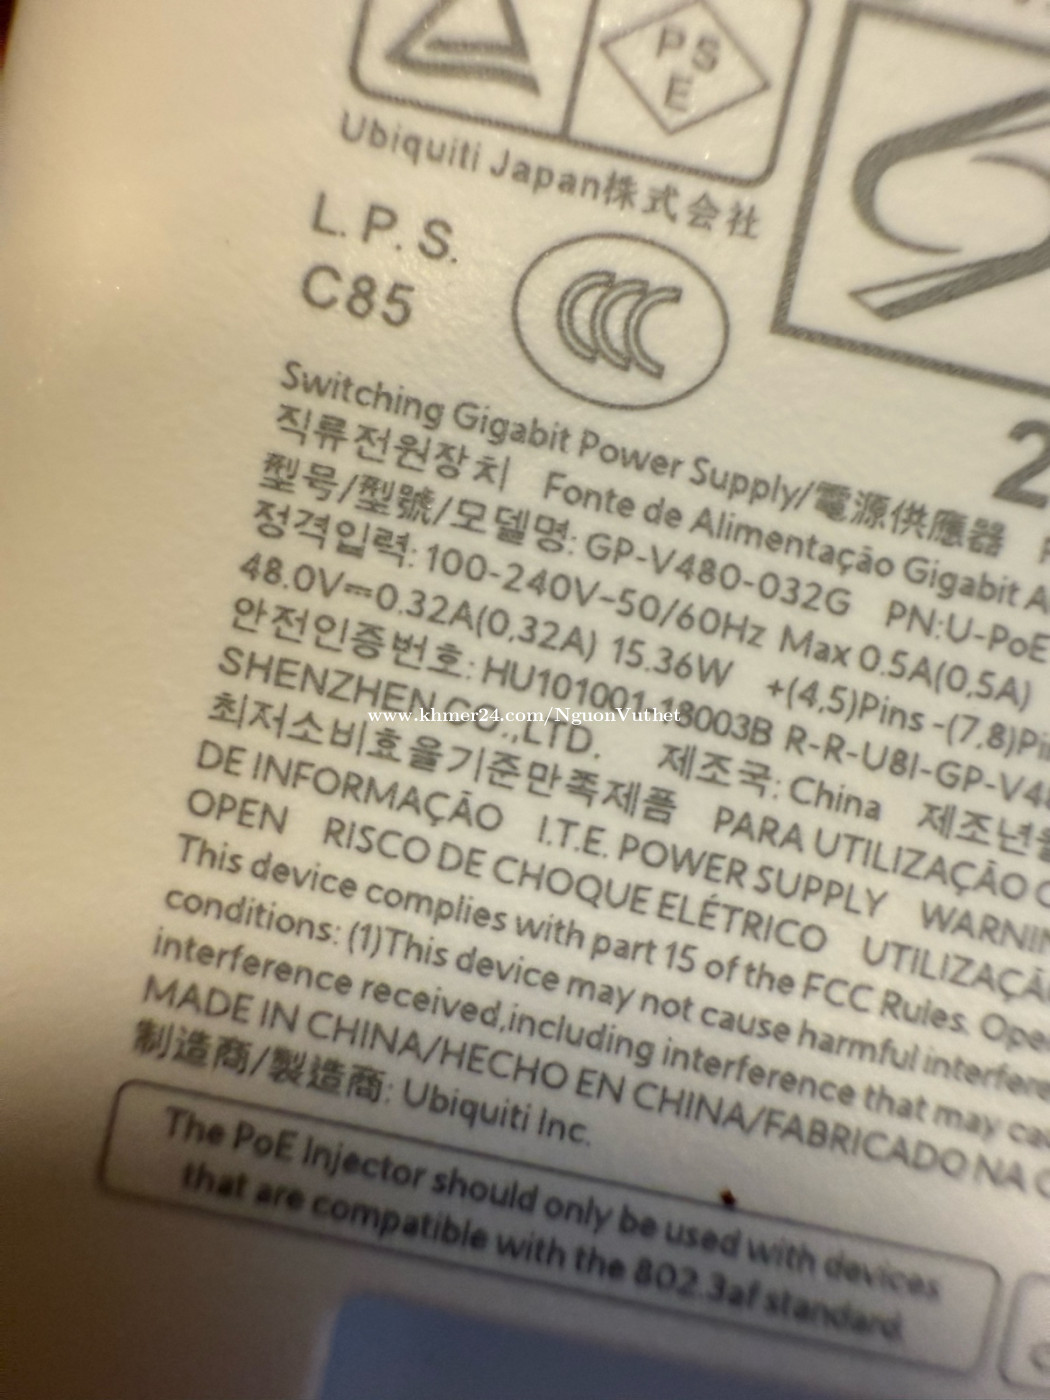 PSE
Ubiquiti Japan株式会社
L. P. S.
C85
CCC
Switching Gigabit Power Supply/電源供應器
직류전원장치 Fonte de Alimentação Gigabit
型号/型號/모델명: GP-V480-032G PN:U-PoE
정격입력: 100-240V~50/60Hz Max 0.5A(0,5A)
48.0V⎓0.32A(0,32A) 15.36W +(4,5)Pins -(7,8)
안전인증번호: HU101001-18003B R-R-U8I-GP-V48
SHENZHEN CO.,LTD. 제조국: China
최저소비효율기준만족제품 PARA UTILIZAÇÃO
DE INFORMAÇÃO I.T.E. POWER SUPPLY
OPEN RISCO DE CHOQUE ELÉTRICO
This device complies with part 15 of the FCC Rules.
conditions: (1)This device may not cause harmful
interference received,including interference that may
MADE IN CHINA/HECHO EN CHINA/FABRICADO NA
制造商/製造商: Ubiquiti Inc.
The PoE Injector should only be used with devices
that are compatible with the 802.3af standard.
www.khmer24.com/NguonVuthet